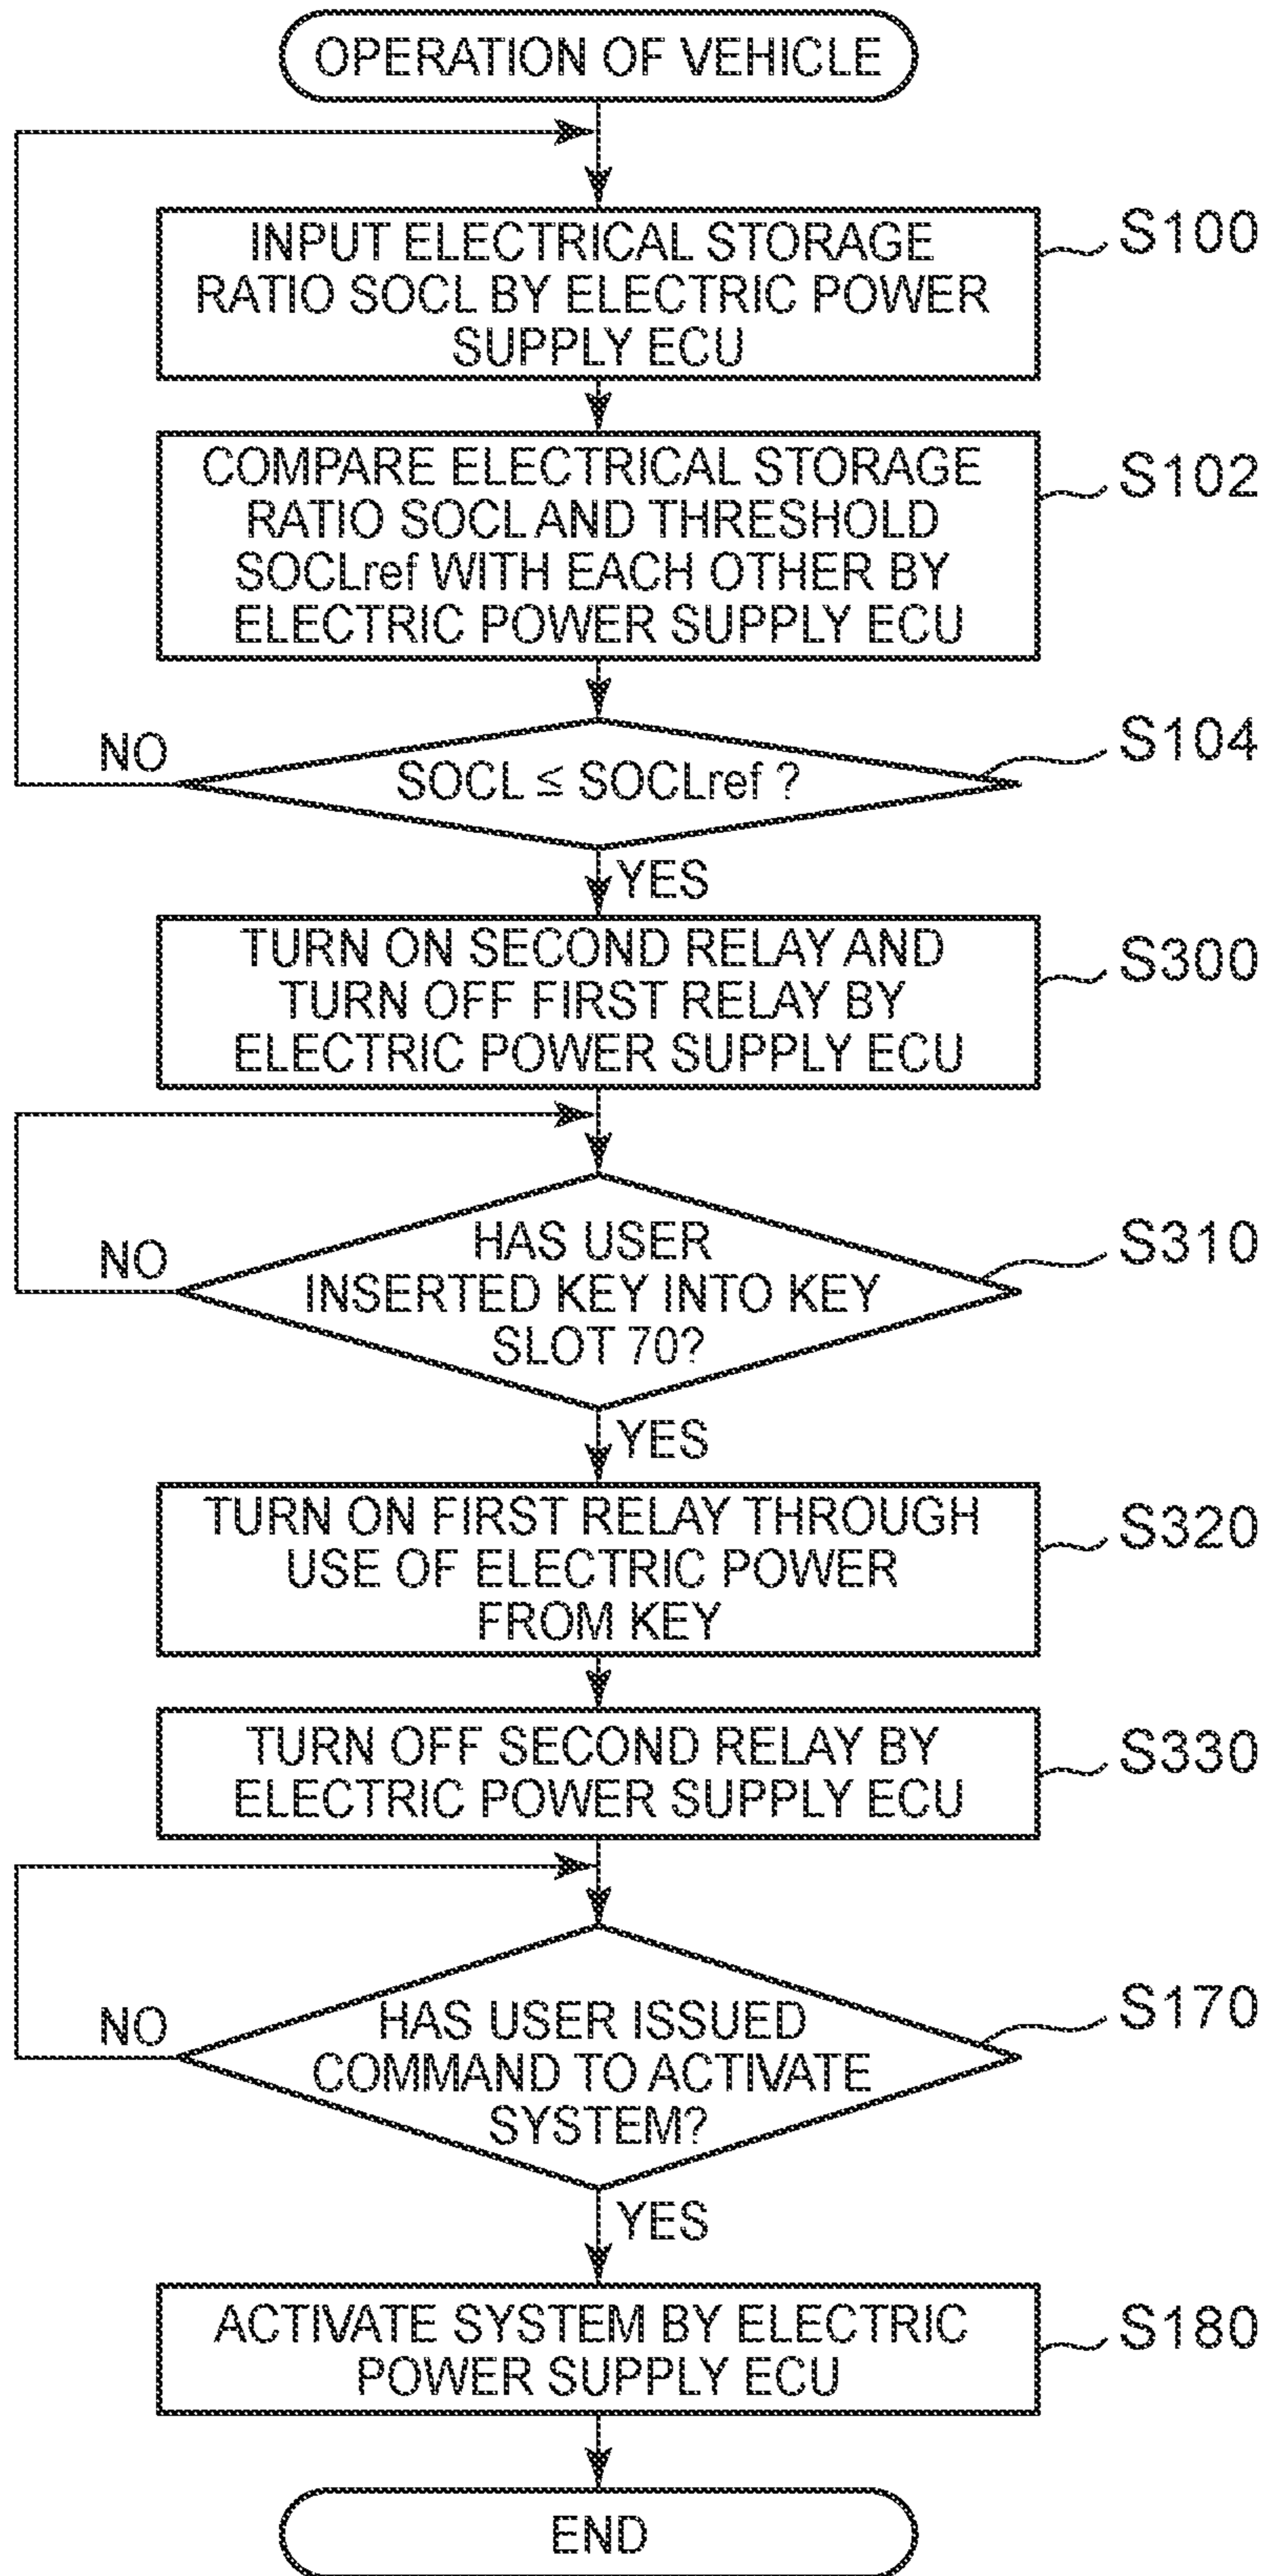 OPERATION OF VEHICLE
INPUT ELECTRICAL STORAGE
RATIO SOCL BY ELECTRIC POWER
SUPPLY ECU
S100
COMPARE ELECTRICAL STORAGE
RATIO SOCL AND THRESHOLD
SOCLref WITH EACH OTHER BY
ELECTRIC POWER SUPPLY ECU
S102
SOCL ≤ SOCLref ?
S104
NO
YES
TURN ON SECOND RELAY AND
TURN OFF FIRST RELAY BY
ELECTRIC POWER SUPPLY ECU
S300
HAS USER
INSERTED KEY INTO KEY
SLOT 70?
S310
NO
YES
TURN ON FIRST RELAY THROUGH
USE OF ELECTRIC POWER
FROM KEY
S320
TURN OFF SECOND RELAY BY
ELECTRIC POWER SUPPLY ECU
S330
HAS USER ISSUED
COMMAND TO ACTIVATE
SYSTEM?
S170
NO
YES
ACTIVATE SYSTEM BY ELECTRIC
POWER SUPPLY ECU
S180
END